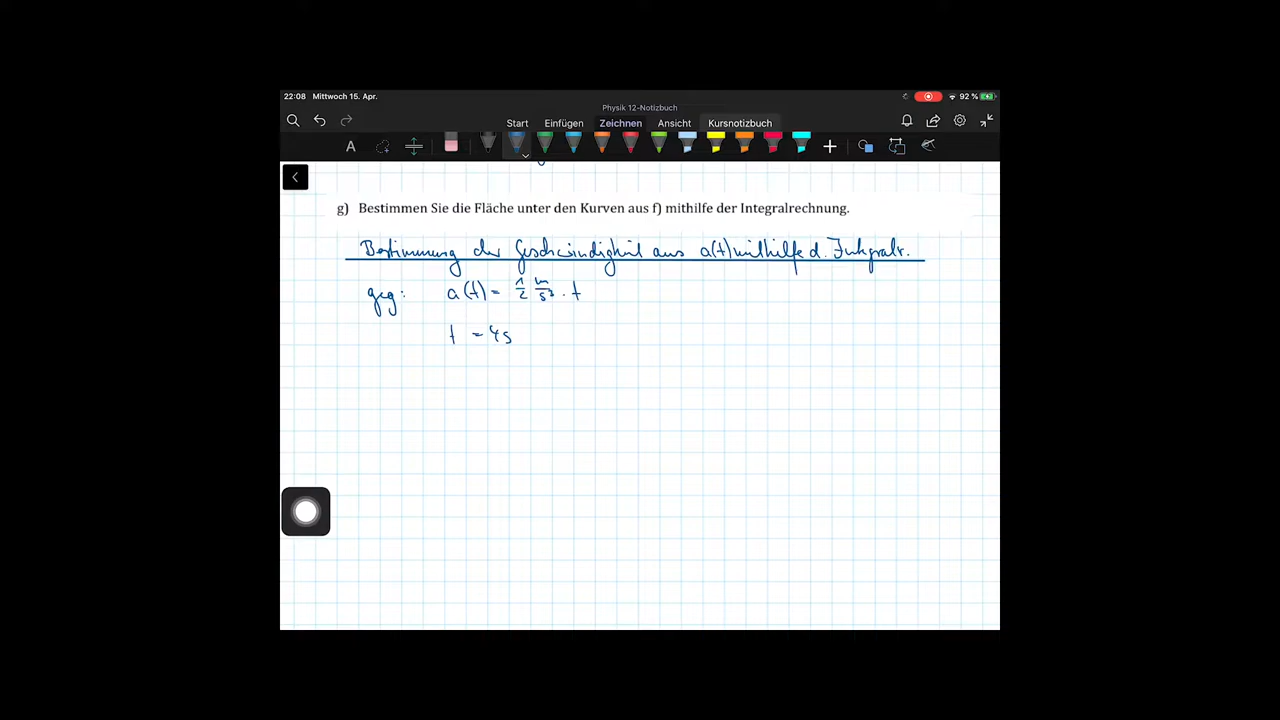 22:08 Mittwoch 15. Apr. 92 %
Physik 12-Notizbuch
Start Einfügen Zeichnen Ansicht Kursnotizbuch
A
g) Bestimmen Sie die Fläche unter den Kurven aus f) mithilfe der Integralrechnung.
Bestimmung der Geschwindigkeit aus a(t) mithilfe d. Integralr.
geg: a(t) = 1/2 m/s³ · t
t = 4s